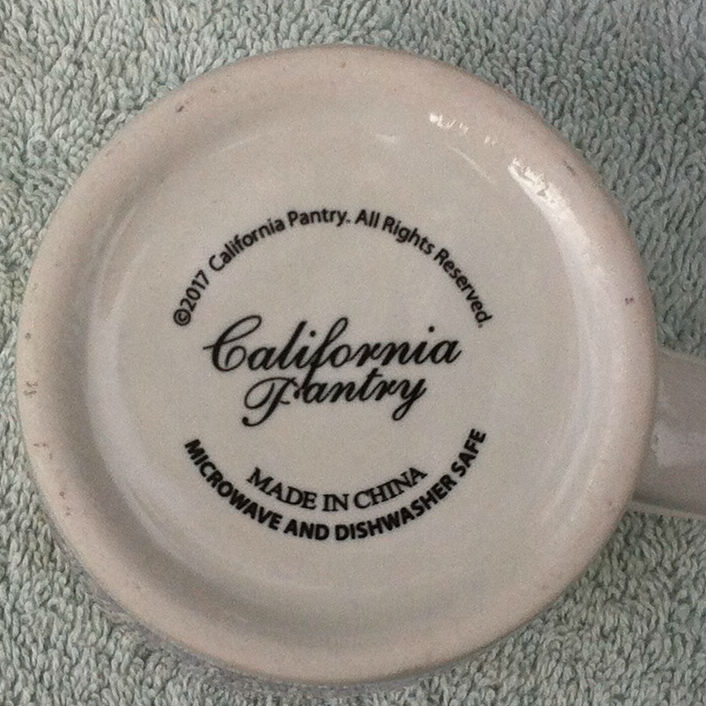 ©2017 California Pantry. All Rights Reserved.
California
Pantry
MADE IN CHINA
MICROWAVE AND DISHWASHER SAFE